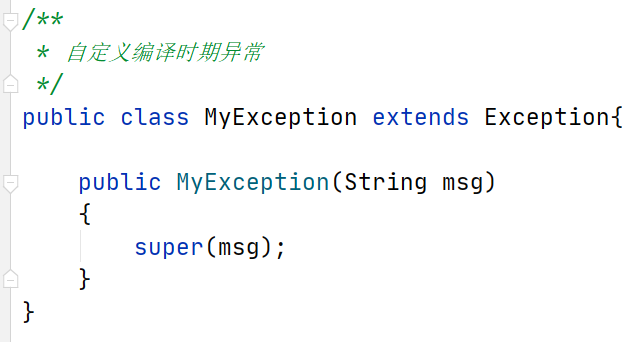 /**
 * 自定义编译时期异常
 */
public class MyException extends Exception{
    public MyException(String msg)
    {
        super(msg);
    }
}